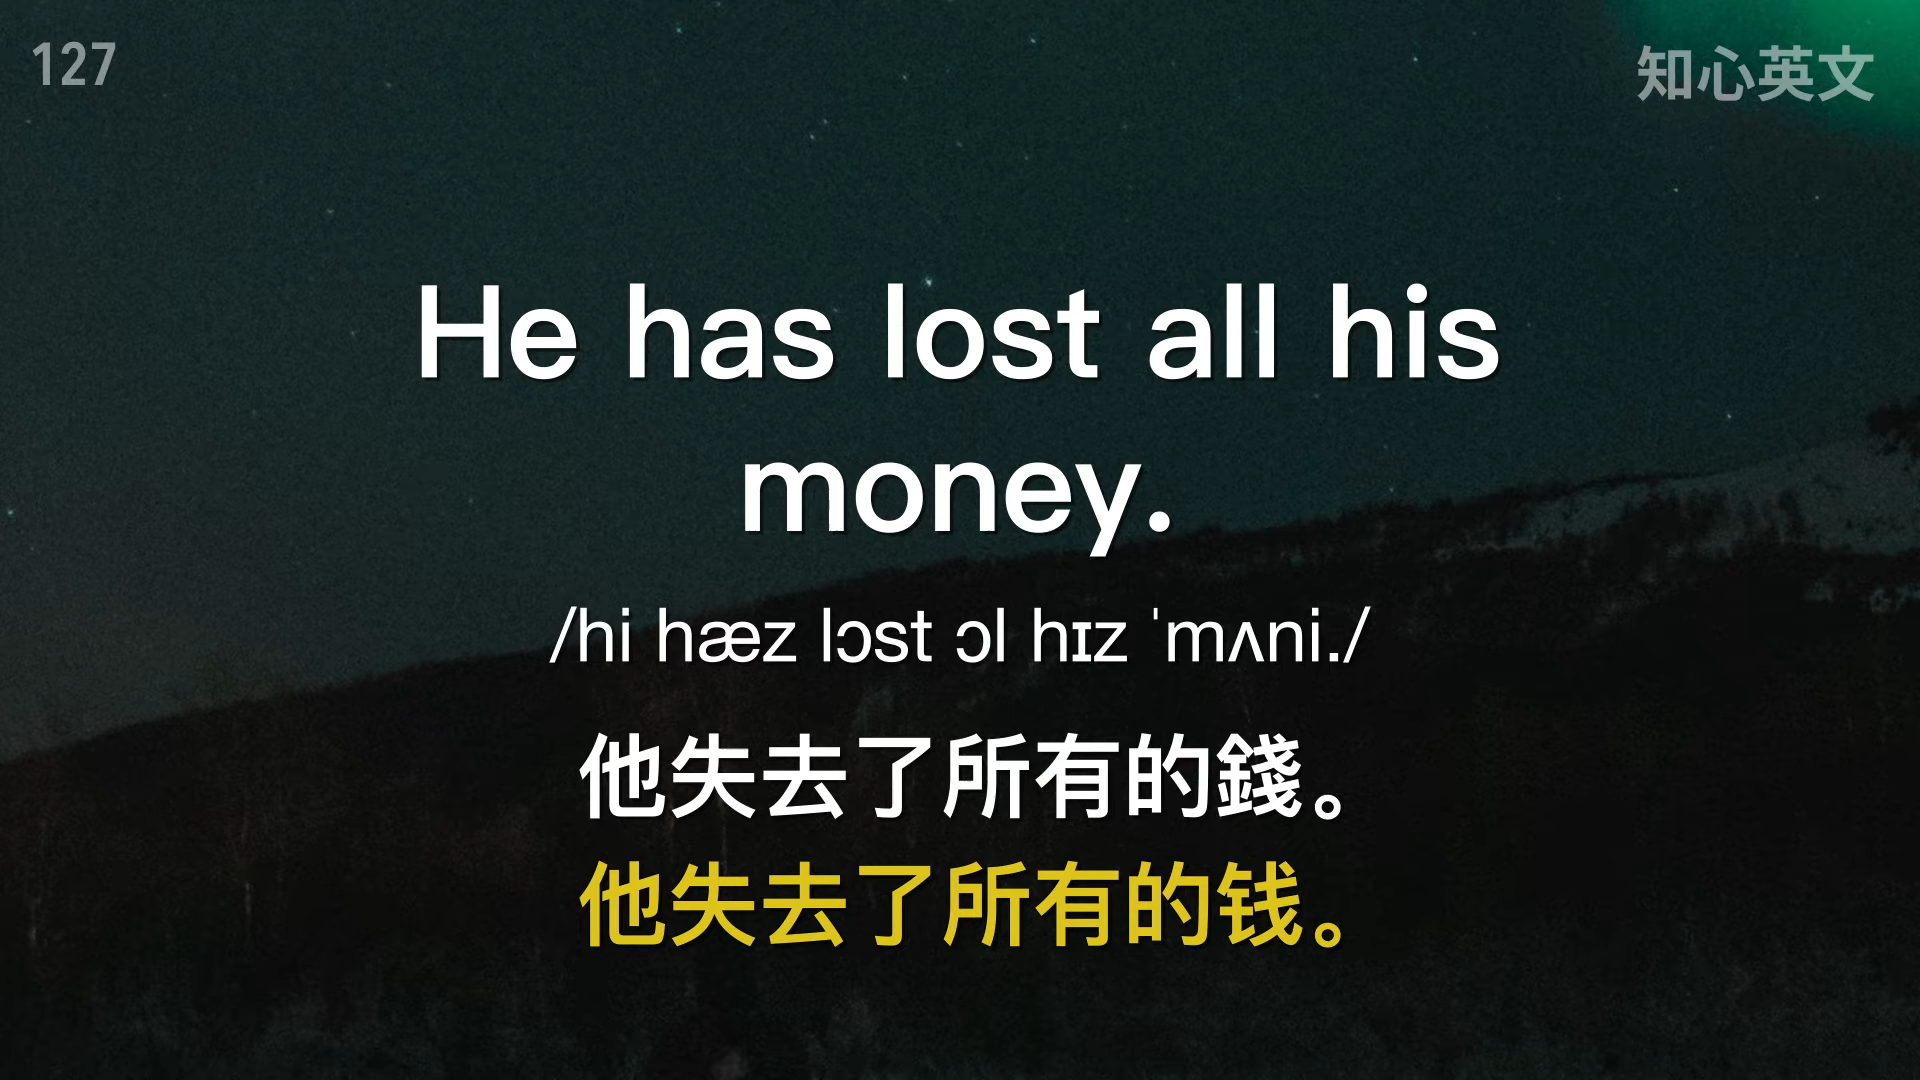 127
知心英文
He has lost all his
money.
/hi hæz lɔst ɔl hɪz ˈmʌni./
他失去了所有的錢。
他失去了所有的钱。